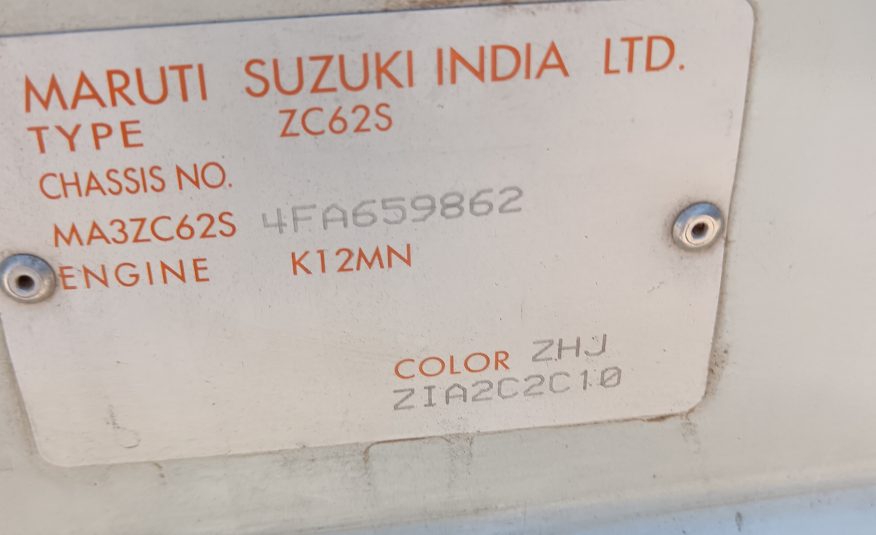 MARUTI SUZUKI INDIA LTD.
TYPE ZC62S
CHASSIS NO.
MA3ZC62S 4FA659862
ENGINE K12MN
COLOR ZHJ
ZIA2C2C10